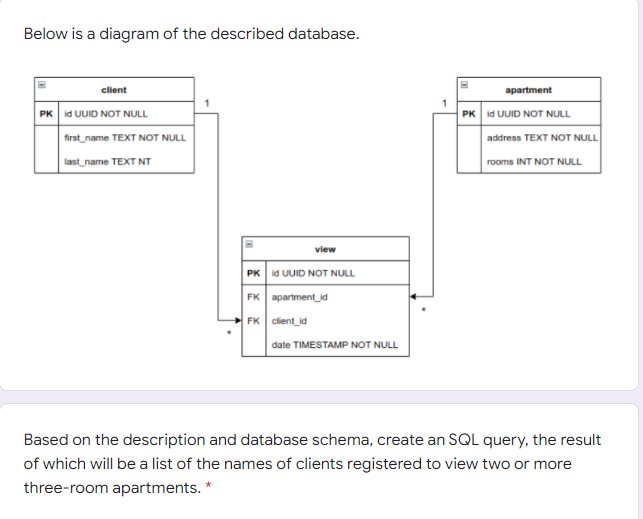 Below is a diagram of the described database.
client
PK id UUID NOT NULL
first_name TEXT NOT NULL
last_name TEXT NT
1
1
apartment
PK id UUID NOT NULL
address TEXT NOT NULL
rooms INT NOT NULL
view
PK id UUID NOT NULL
FK apartment_id
FK client_id
date TIMESTAMP NOT NULL
*
*
Based on the description and database schema, create an SQL query, the result
of which will be a list of the names of clients registered to view two or more
three-room apartments. *